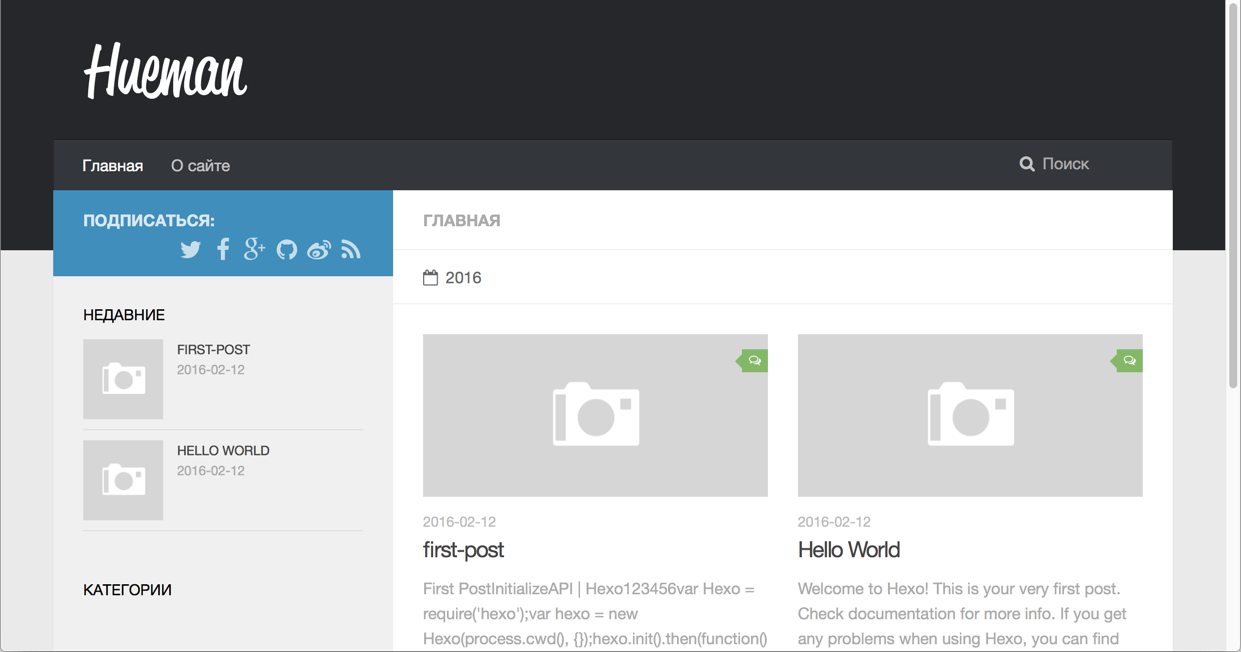 Hueman
Главная
О сайте
Поиск
ПОДПИСАТЬСЯ:
ГЛАВНАЯ
2016
НЕДАВНИЕ
FIRST-POST
2016-02-12
HELLO WORLD
2016-02-12
КАТЕГОРИИ
2016-02-12
first-post
First PostInitializeAPI | Hexo123456var Hexo =
require('hexo');var hexo = new
Hexo(process.cwd(), {});hexo.init().then(function()
2016-02-12
Hello World
Welcome to Hexo! This is your very first post.
Check documentation for more info. If you get
any problems when using Hexo, you can find